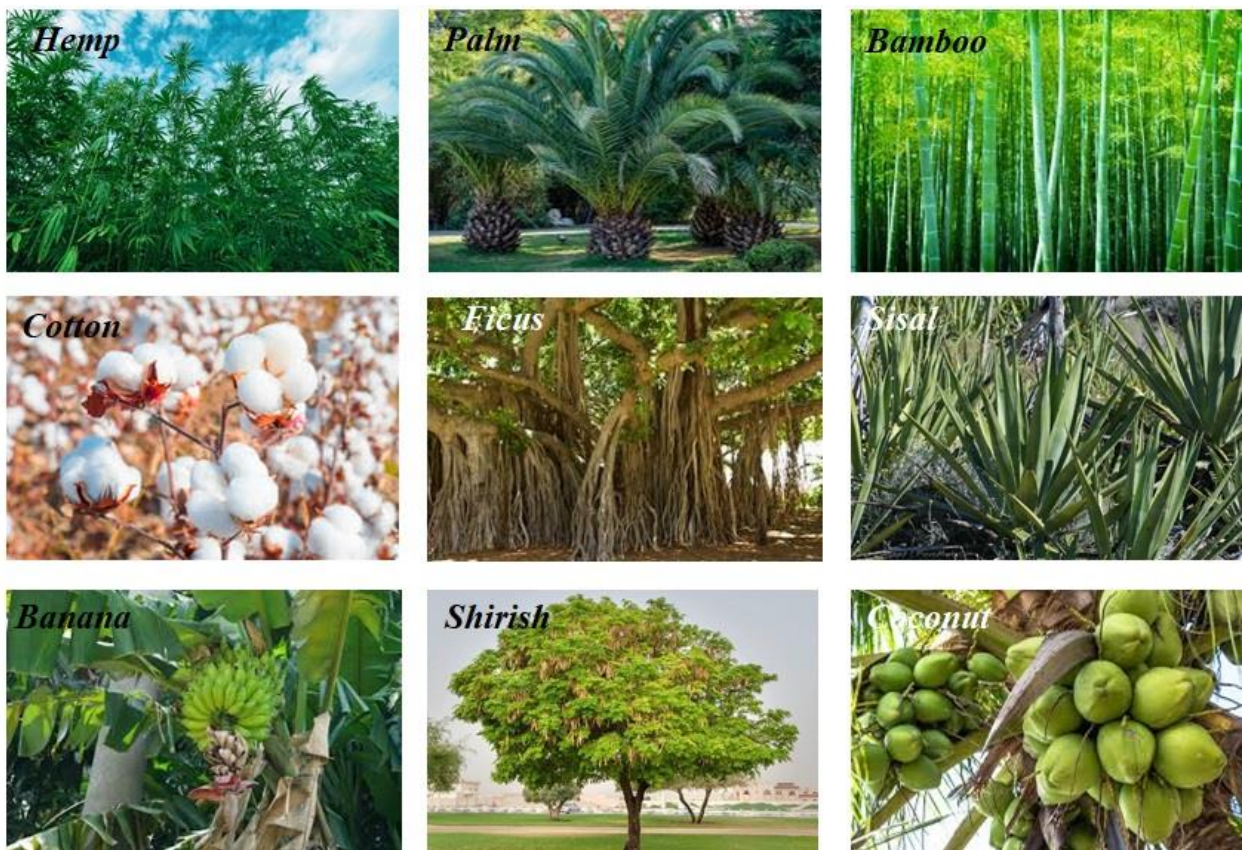 Hemp
Palm
Bamboo
Cotton
Ficus
Sisal
Banana
Shirish
Coconut